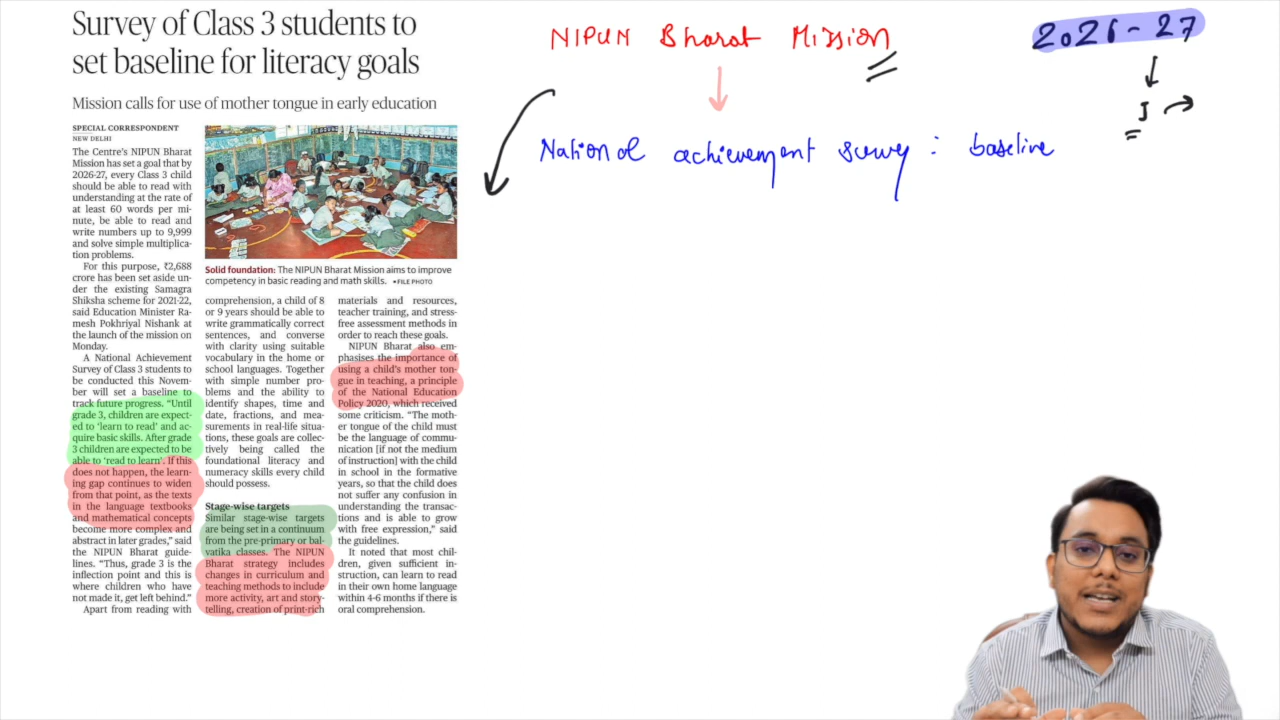 Survey of Class 3 students to
set baseline for literacy goals
Mission calls for use of mother tongue in early education
SPECIAL CORRESPONDENT
NEW DELHI
The Centre's NIPUN Bharat
Mission has set a goal that by
2026-27, every Class 3 child
should be able to read with
understanding at the rate of
at least 60 words per mi-
nute, be able to read and
write numbers up to 9,999
and solve simple multiplica-
tion problems.
For this purpose, ₹2,688
crore has been set aside un-
der the existing Samagra
Shiksha scheme for 2021-22,
said Education Minister Ra-
mesh Pokhriyal Nishank at
the launch of the mission on
Monday.
A National Achievement
Survey of Class 3 students to
be conducted this Novem-
ber will set a baseline to
track future progress. "Until
grade 3, children are expect-
ed to 'learn to read' and ac-
quire basic skills. After grade
3 children are expected to be
able to 'read to learn'. If this
does not happen, the learn-
ing gap continues to widen
from that point, as the texts
in the language textbooks
and mathematical concepts
become more complex and
abstract in later grades," said
the NIPUN Bharat guide-
lines. "Thus, grade 3 is the
inflection point and this is
where children who have
not made it, get left behind."
Apart from reading with
Solid foundation: The NIPUN Bharat Mission aims to improve
competency in basic reading and math skills. •FILE PHOTO
comprehension, a child of 8
or 9 years should be able to
write grammatically correct
sentences, and converse
with clarity using suitable
vocabulary in the home or
school languages. Together
with simple number pro-
blems and the ability to
identify shapes, time and
date, fractions, and mea-
surements in real-life situa-
tions, these goals are collec-
tively being called the
foundational literacy and
numeracy skills every child
should possess.
Stage-wise targets
Similar stage-wise targets
are being set in a continuum
from the pre-primary or bal-
vatika classes. The NIPUN
Bharat strategy includes
changes in curriculum and
teaching methods to include
more activity, art and story-
telling, creation of print-rich
materials and resources,
teacher training, and stress-
free assessment methods in
order to reach these goals.
NIPUN Bharat also em-
phasises the importance of
using a child's mother ton-
gue in teaching, a principle
of the National Education
Policy 2020, which received
some criticism. "The moth-
er tongue of the child must
be the language of commu-
nication [if not the medium
of instruction] with the child
in school in the formative
years, so that the child does
not suffer any confusion in
understanding the transac-
tions and is able to grow
with free expression," said
the guidelines.
It noted that most chil-
dren, given sufficient in-
struction, can learn to read
in their own home language
within 4-6 months if there is
oral comprehension.
NIPUN Bharat Mission
2026-27
National achievement survey : baseline